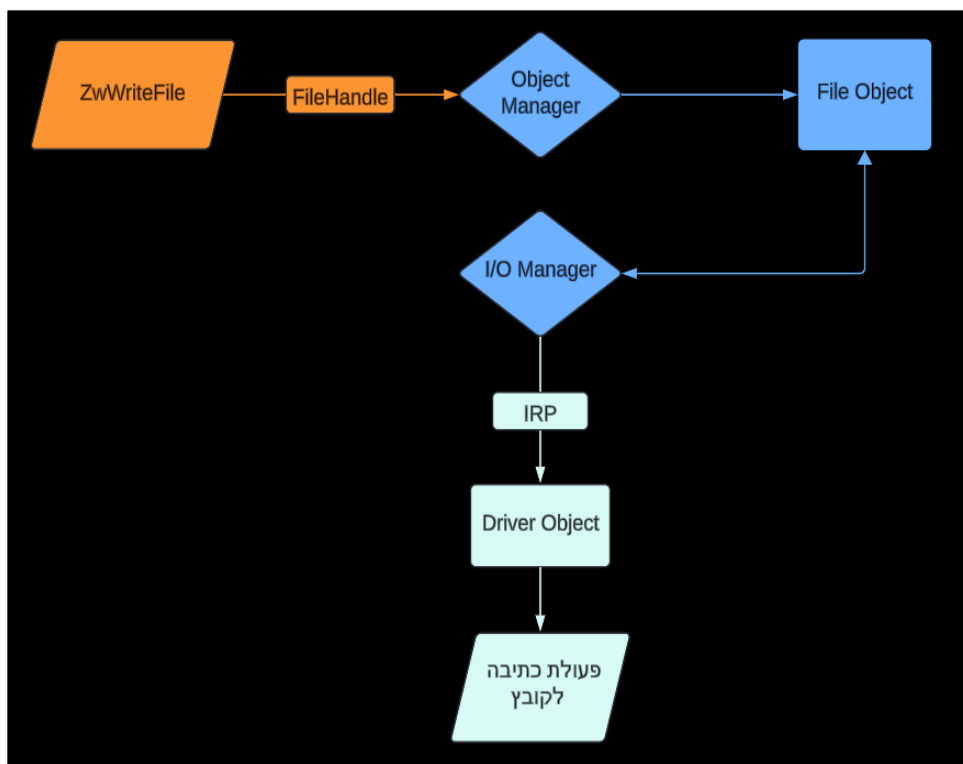 ZwWriteFile
FileHandle
Object
Manager
File Object
I/O Manager
IRP
Driver Object
פעולת כתיבה
לקובץ